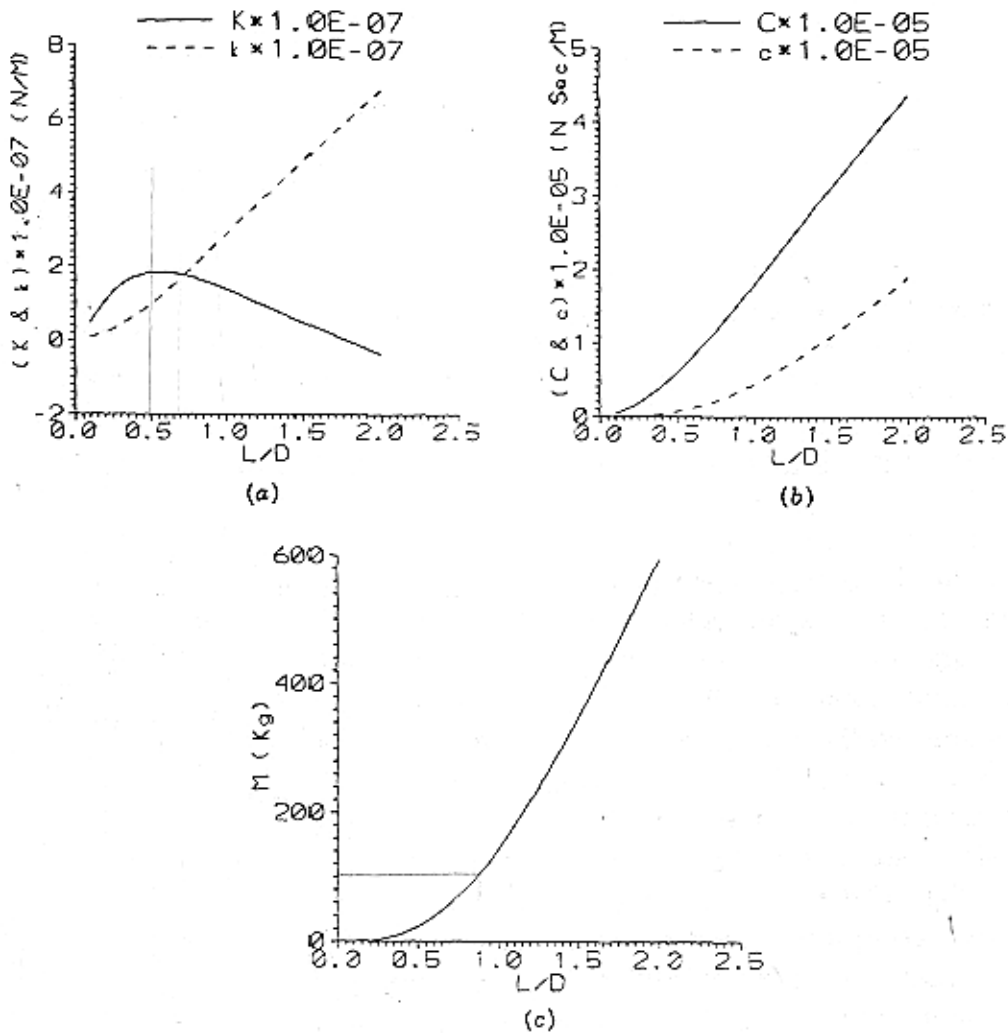 K*1.0E-07
k*1.0E-07
(K & k)*1.0E-07 (N/M)
8
6
4
2
0
-2
0.0 0.5 1.0 1.5 2.0 2.5
L/D
(a)
C*1.0E-05
c*1.0E-05
(C & c)*1.0E-05 (N Sec/M)
5
4
3
2
1
0
0.0 0.5 1.0 1.5 2.0 2.5
L/D
(b)
M (Kg)
600
400
200
0
0.0 0.5 1.0 1.5 2.0 2.5
L/D
(c)